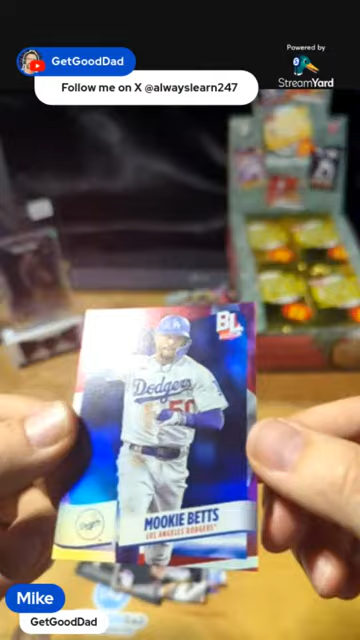 Powered by
StreamYard
GetGoodDad
Follow me on X @alwayslearn247
BL
Dodgers
50
MOOKIE BETTS
LOS ANGELES DODGERS
Mike
GetGoodDad